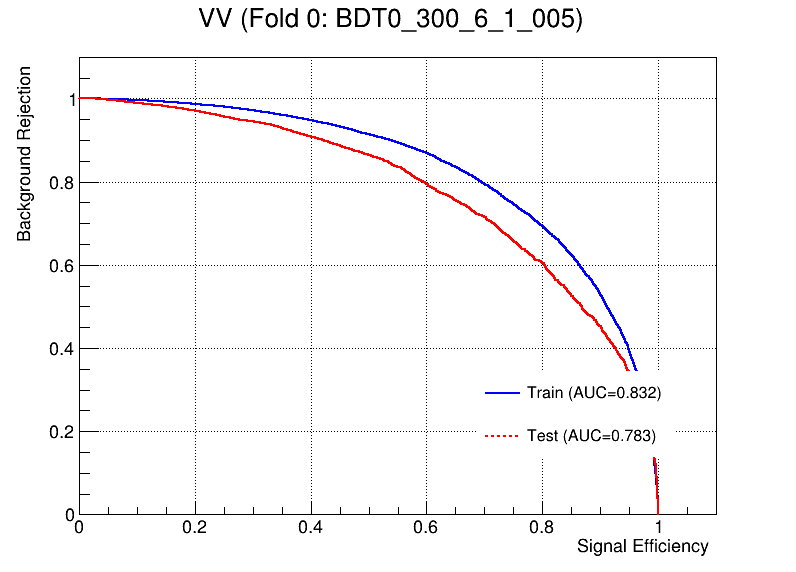 VV (Fold 0: BDT0_300_6_1_005)
Background Rejection
1
0.8
0.6
0.4
0.2
0
Train (AUC=0.832)
Test (AUC=0.783)
0 0.2 0.4 0.6 0.8 1
Signal Efficiency